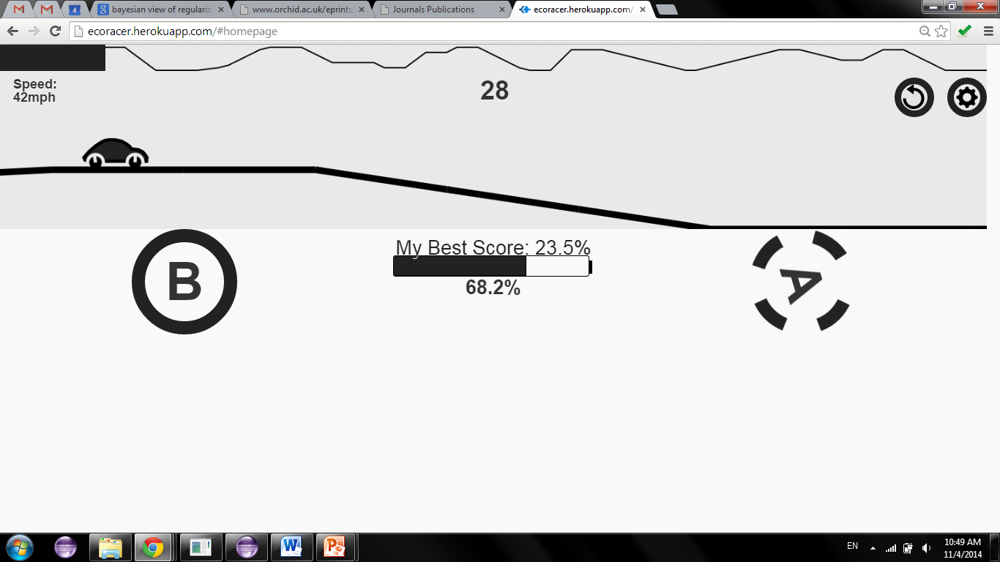 4
bayesian view of regulariz
www.orchid.ac.uk/eprints
Journals Publications
ecoracer.herokuapp.com/
ecoracer.herokuapp.com/#homepage
Speed:
42mph
28
B
My Best Score: 23.5%
A
68.2%
EN
10:49 AM
11/4/2014